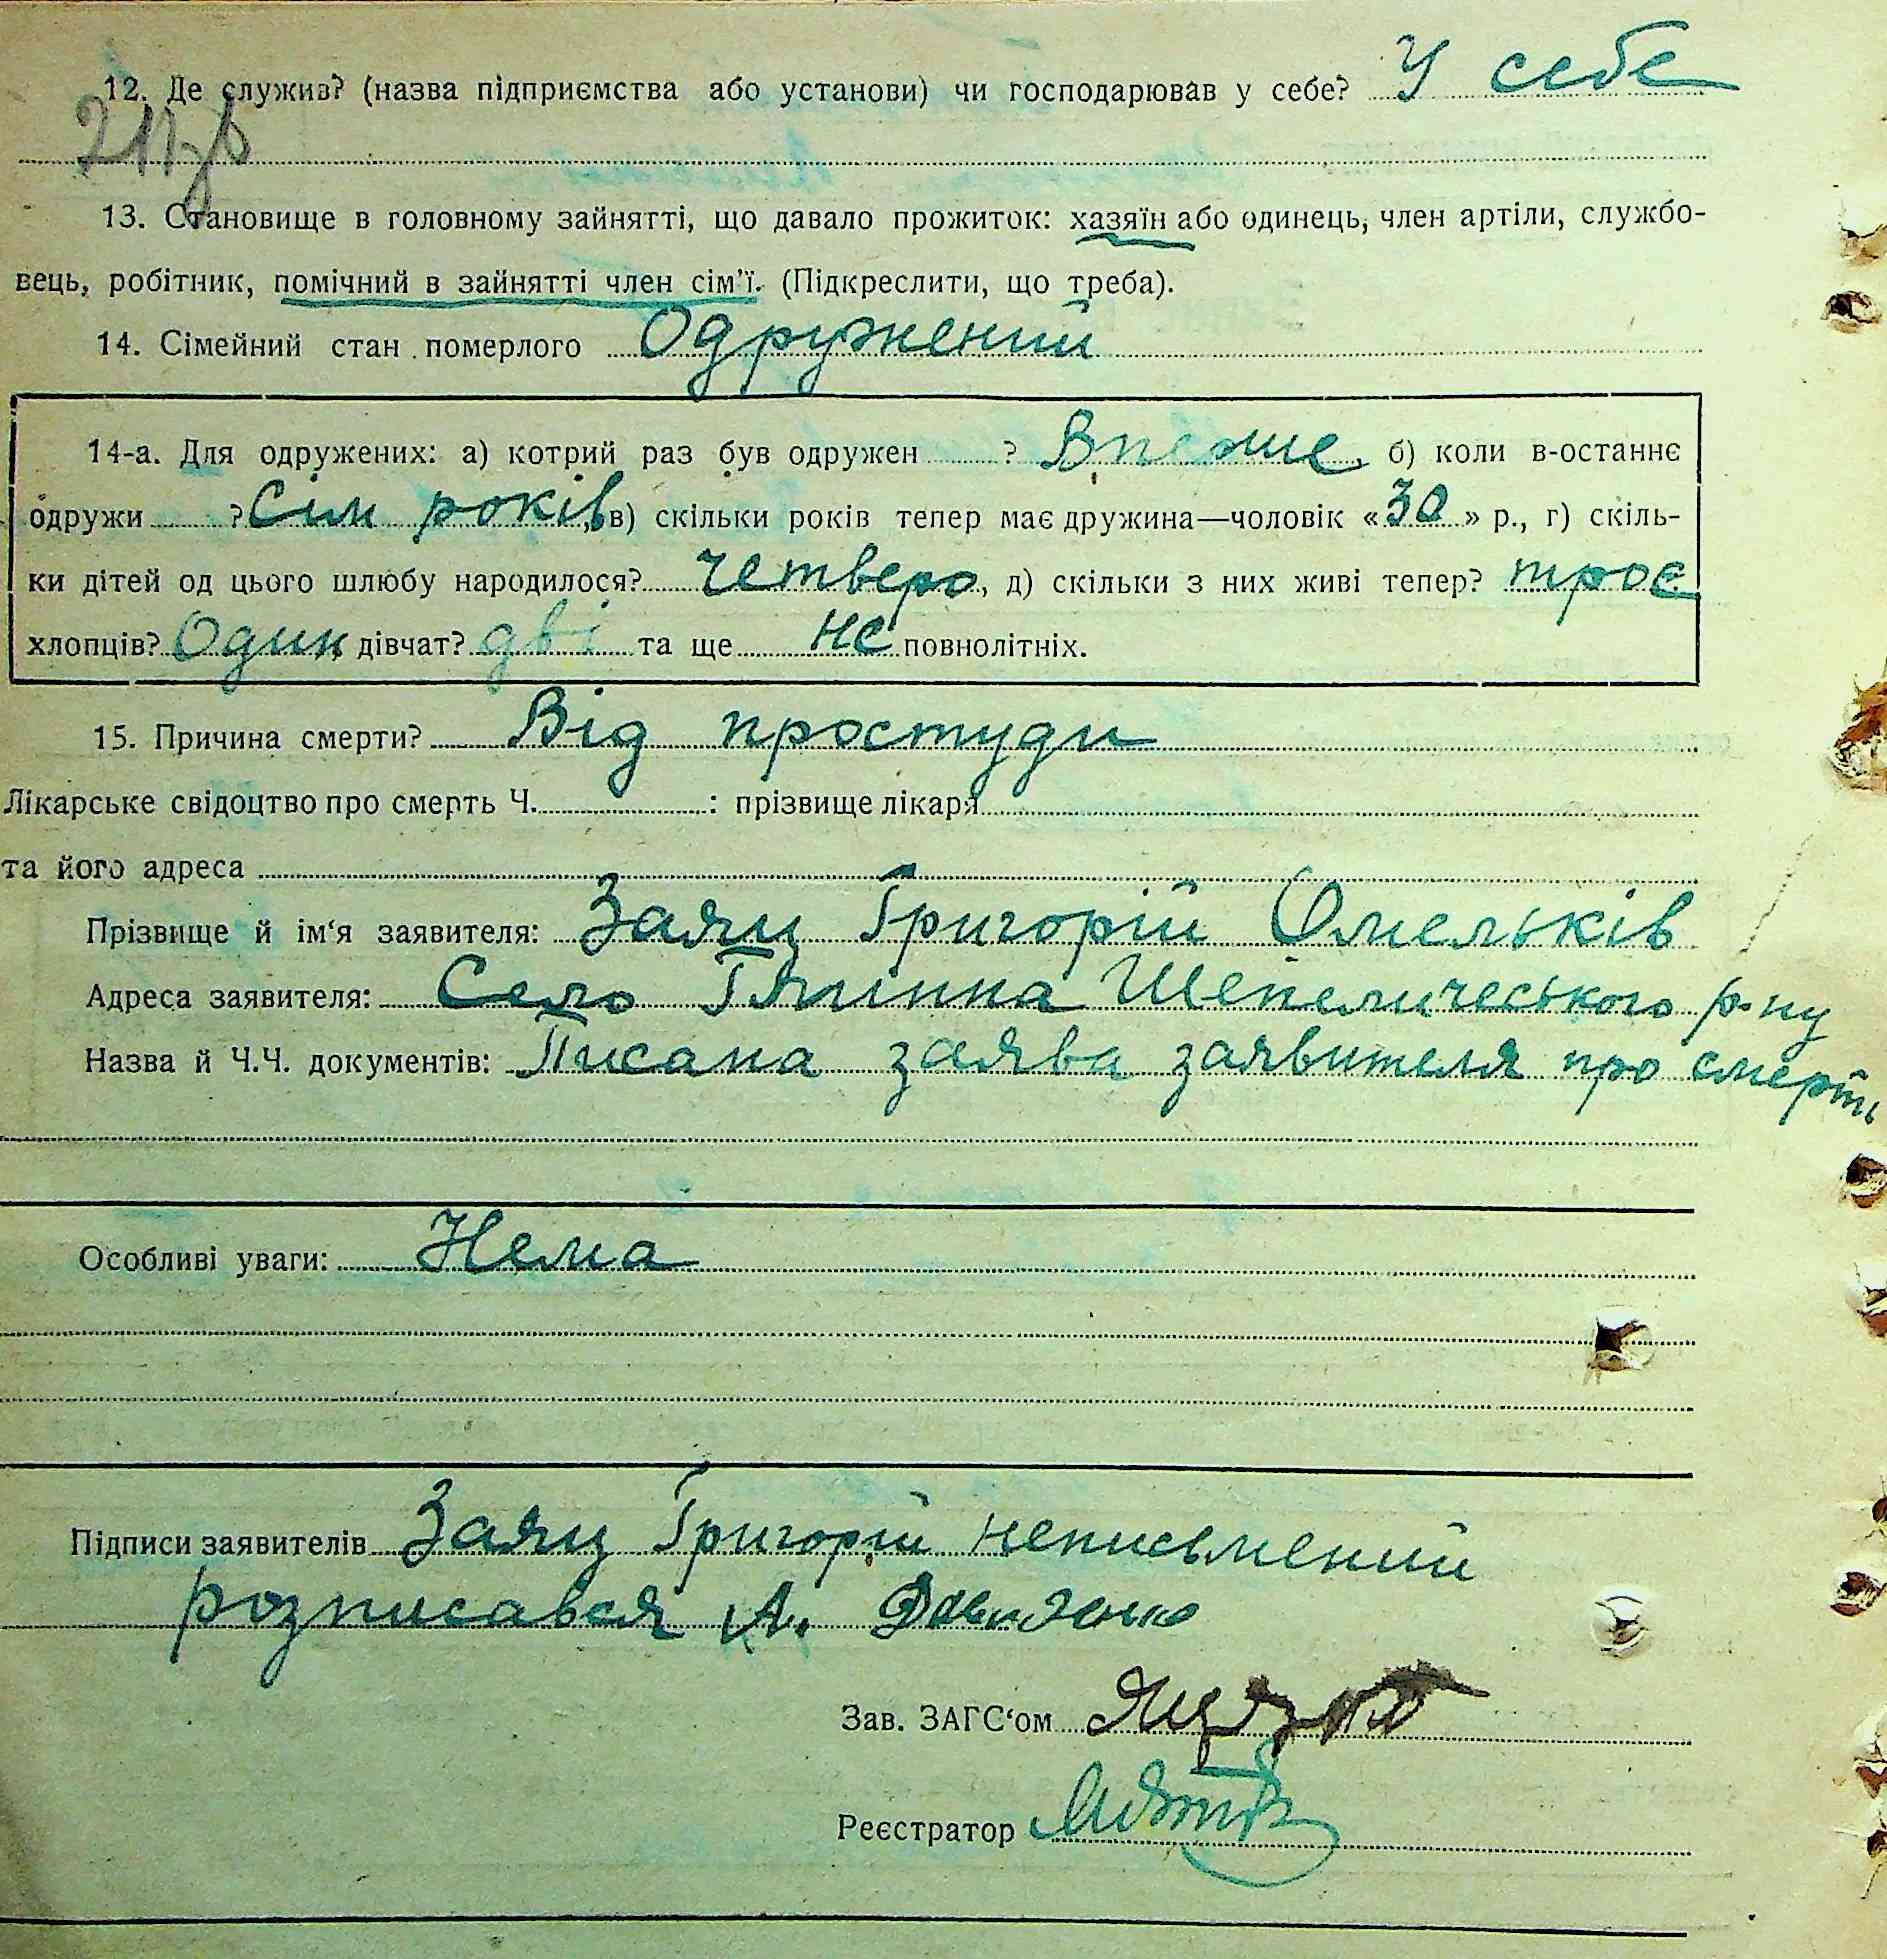 12. Де служив? (назва підприємства або установи) чи господарював у себе? У себе
13. Становище в головному зайнятті, що давало прожиток: хазяїн або одинець, член артіли, службо-
вець, робітник, помічний в зайнятті член сім'ї. (Підкреслити, що треба).
14. Сімейний стан померлого Одружений
14-а. Для одружених: а) котрий раз був одружен ? Вперше, б) коли в-останнє
одружи ? Сім років, в) скільки років тепер має дружина—чоловік «30» р., г) скіль-
ки дітей од цього шлюбу народилося? четверо, д) скільки з них живі тепер? троє
хлопців? Один дівчат? дві та ще не повнолітніх.
15. Причина смерти? Від простуди
Лікарське свідоцтво про смерть Ч. : прізвище лікаря
та його адреса
Прізвище й ім'я заявителя: Заяц Григорій Омельків
Адреса заявителя: Село Шепеличеського р-ну
Назва й Ч.Ч. документів: Писана заява заявителя про смерть
Особливі уваги: Нема
Підписи заявителів Заяц Григорій неписьмений
розписався А.
Зав. ЗАГС'ом
Реєстратор